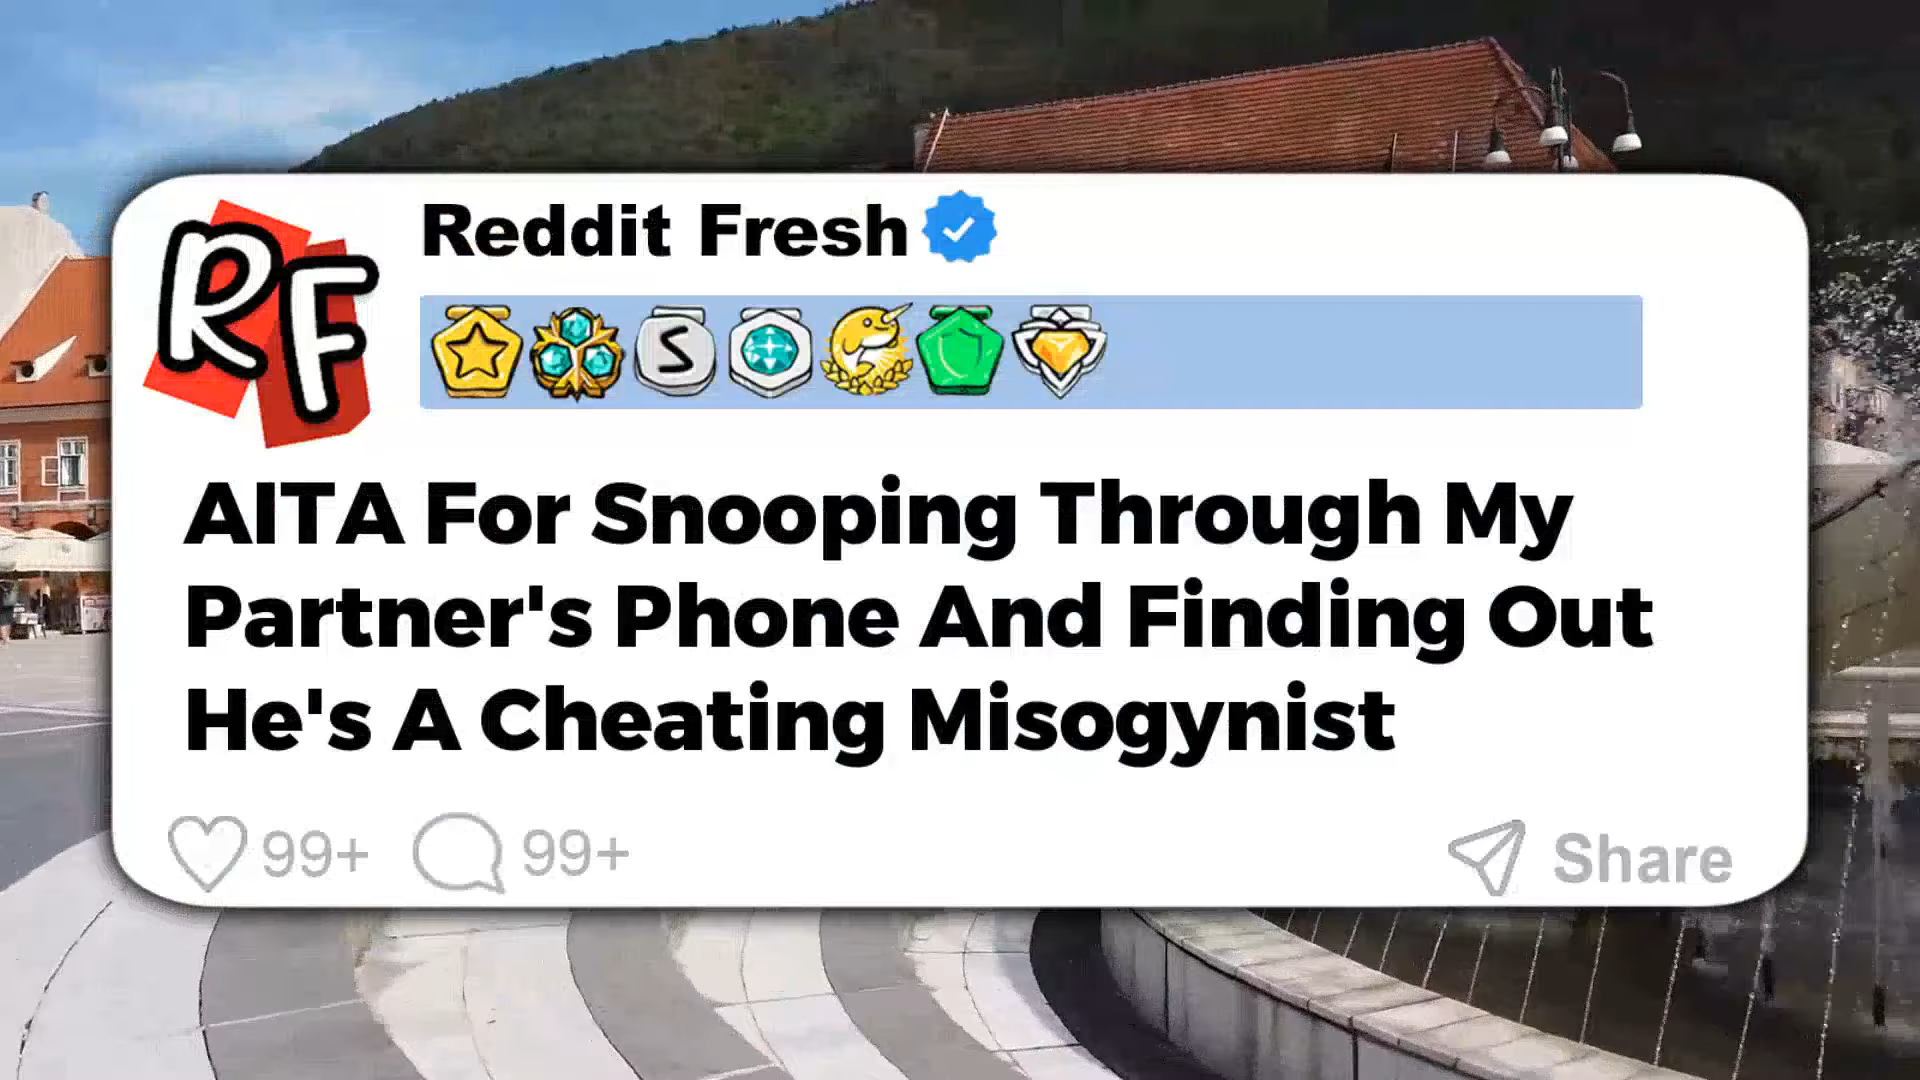 RF
Reddit Fresh
S
AITA For Snooping Through My
Partner's Phone And Finding Out
He's A Cheating Misogynist
99+ 99+ Share